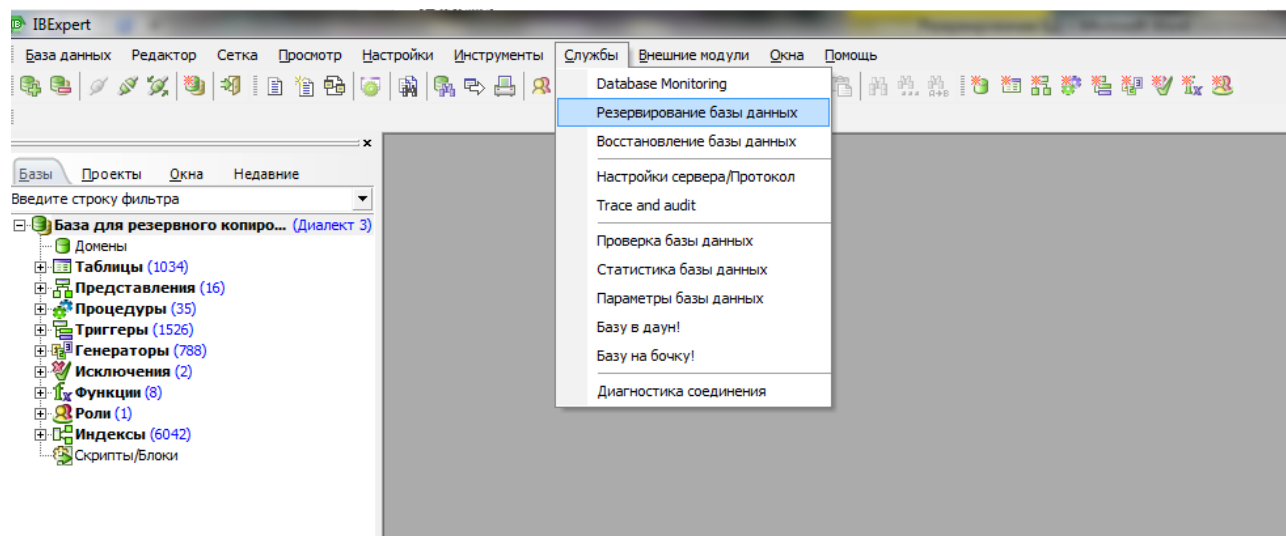 IBExpert
База данных Редактор Сетка Просмотр Настройки Инструменты Службы Внешние модули Окна Помощь
Database Monitoring
Резервирование базы данных
Восстановление базы данных
Настройки сервера/Протокол
Trace and audit
Проверка базы данных
Статистика базы данных
Параметры базы данных
Базу в даун!
Базу на бочку!
Диагностика соединения
Базы Проекты Окна Недавние
Введите строку фильтра
База для резервного копиро... (Диалект 3)
Домены
Таблицы (1034)
Представления (16)
Процедуры (35)
Триггеры (1526)
Генераторы (788)
Исключения (2)
Функции (8)
Роли (1)
Индексы (6042)
Скрипты/Блоки